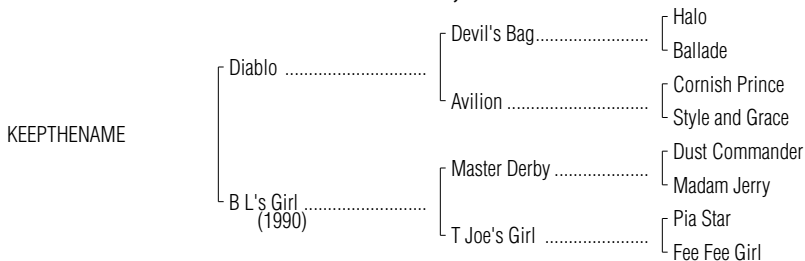 Halo
Devil's Bag..........................
Ballade
Diablo ................................
Cornish Prince
Avilion ................................
Style and Grace
KEEPTHENAME
Dust Commander
Master Derby .....................
Madam Jerry
B L's Girl ............................
(1990)
Pia Star
T Joe's Girl .......................
Fee Fee Girl